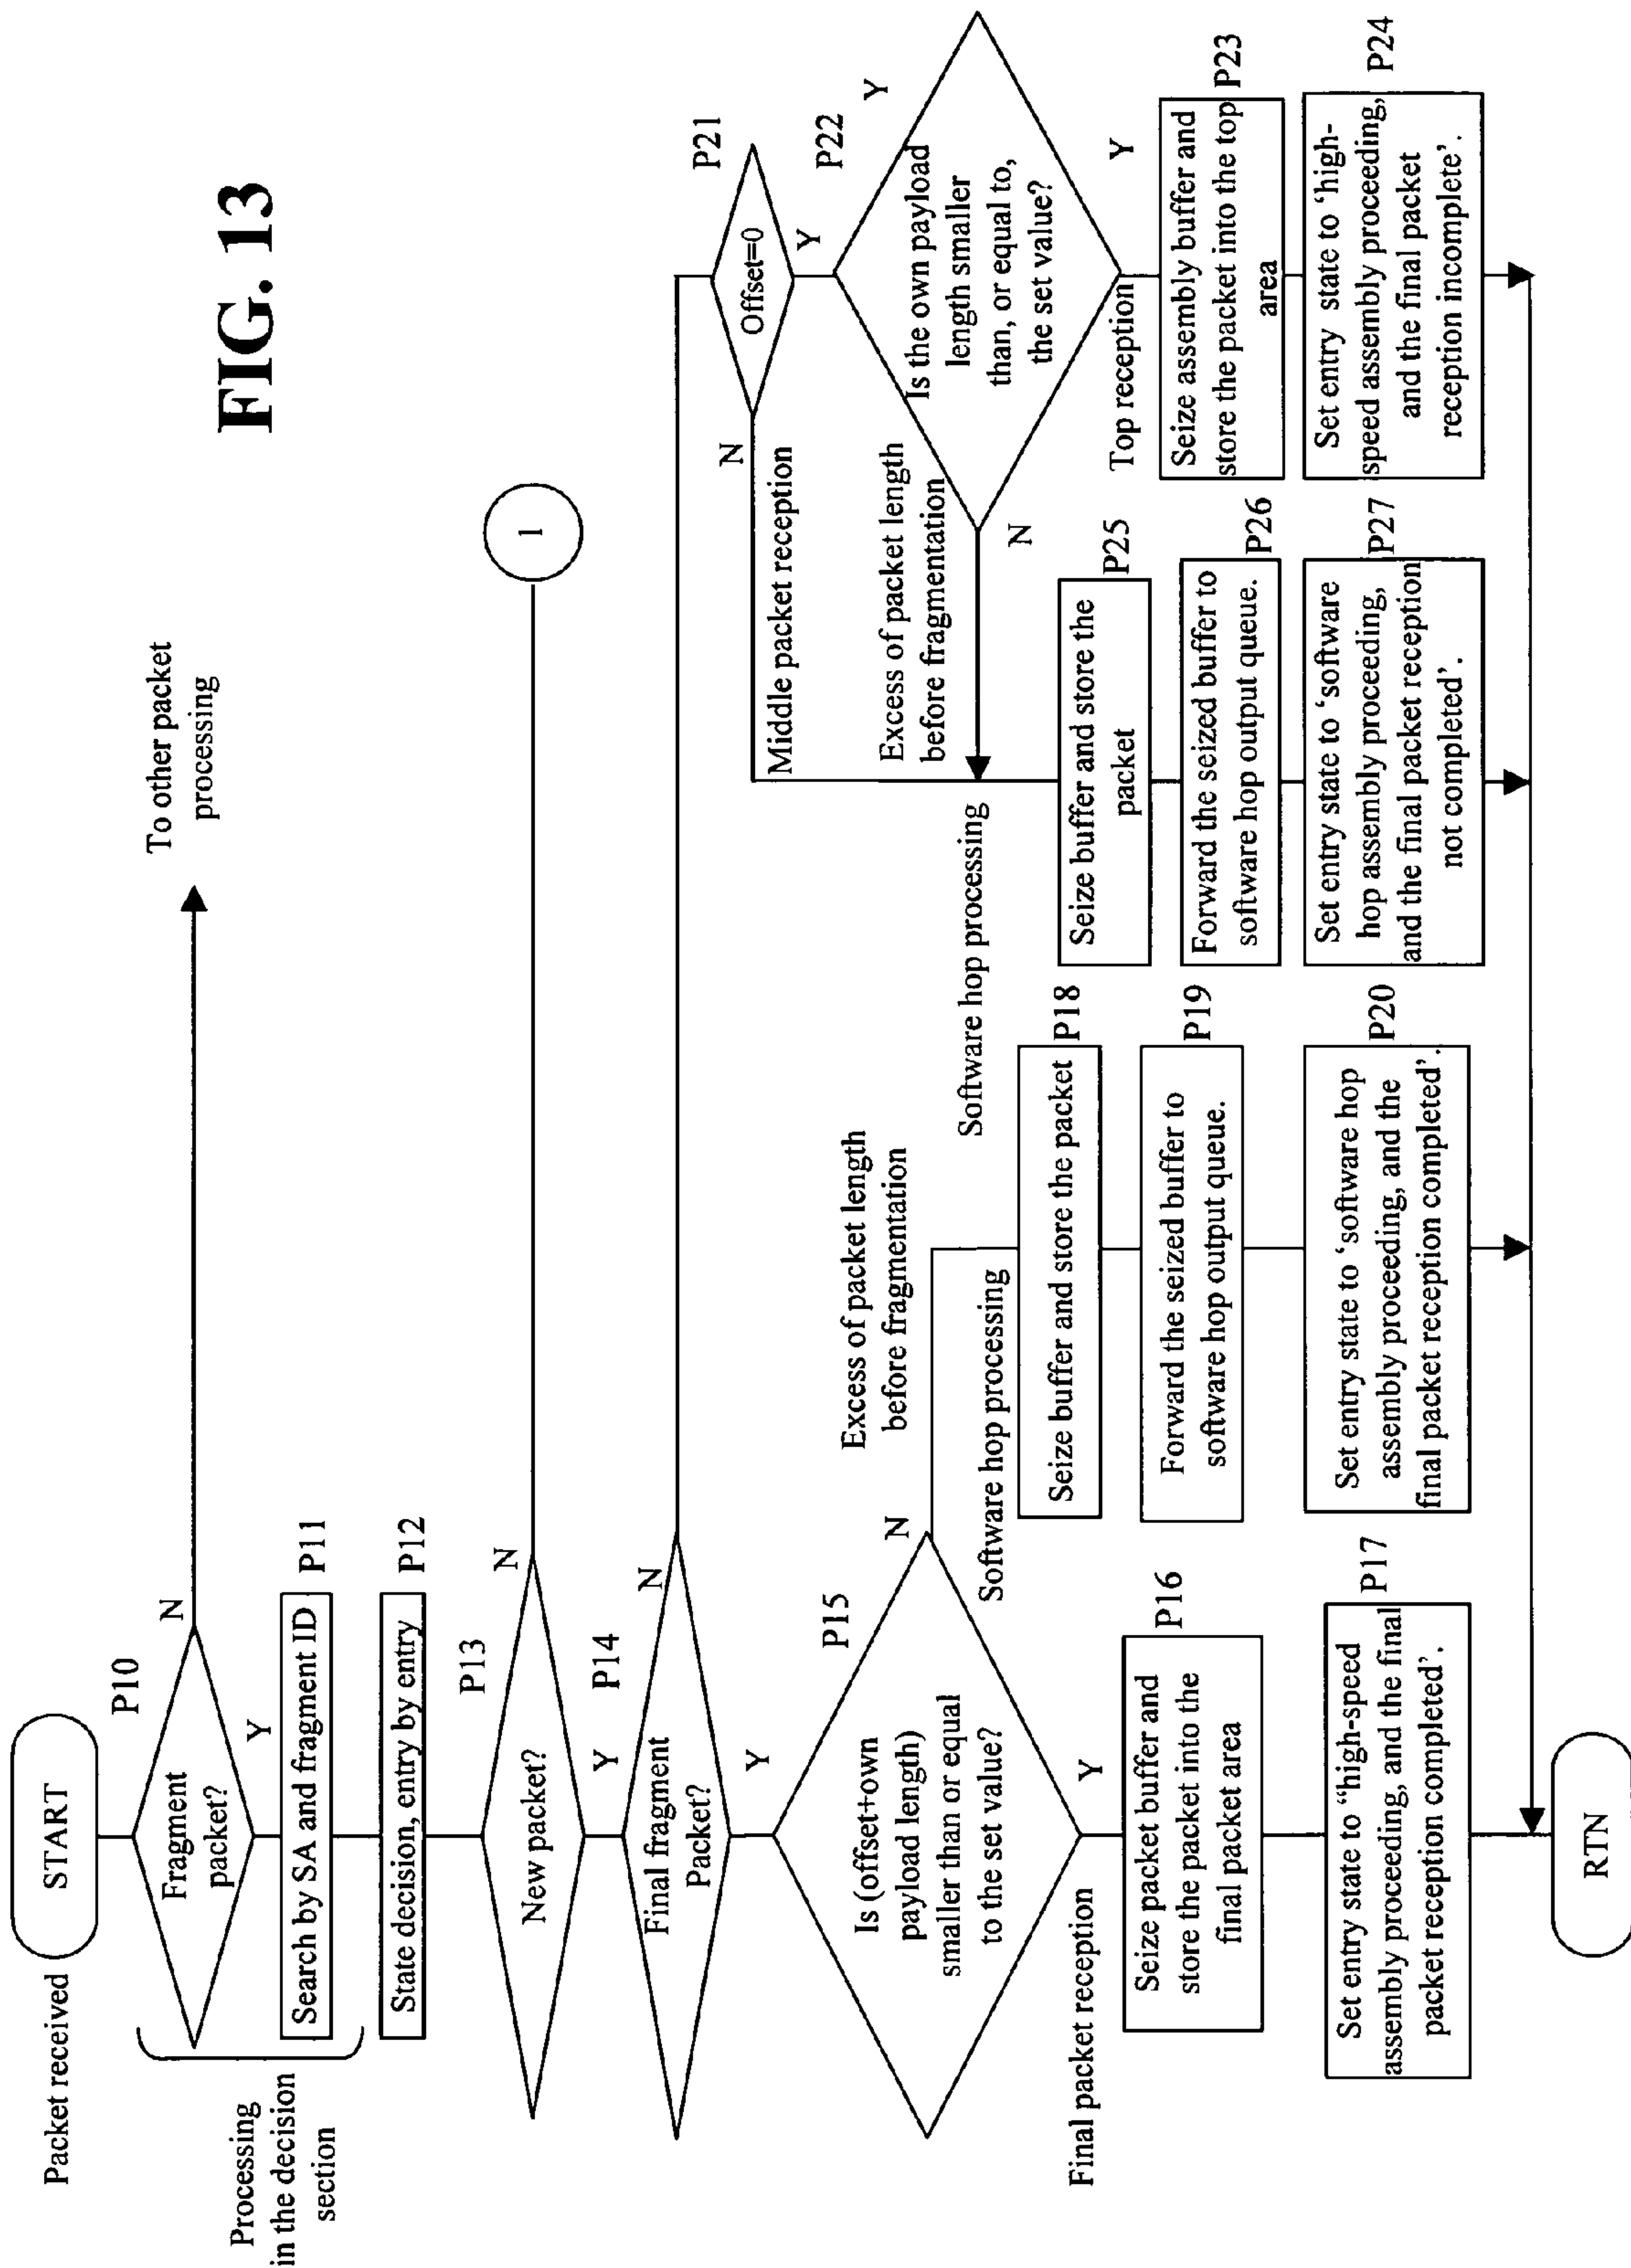 FIG. 13
Packet received
START
P10
Fragment
packet?
N
To other packet
processing
Y
Processing
in the decision
section
Search by SA and fragment ID
P11
State decision, entry by entry
P12
P13
New packet?
N
1
Y
P14
Final fragment
Packet?
N
Y
P15
Is (offset+own
payload length)
smaller than or equal
to the set value?
N
Excess of packet length
before fragmentation
Software hop processing
Y
Final packet reception
Seize packet buffer and
store the packet into the
final packet area
P16
Set entry state to "high-speed
assembly proceeding, and the final
packet reception completed'.
P17
Seize buffer and store the packet
P18
Forward the seized buffer to
software hop output queue.
P19
Set entry state to 'software hop
assembly proceeding, and the
final packet reception completed'.
P20
P21
Offset=0
N
Middle packet reception
Y
P22
Y
Is the own payload
length smaller
than, or equal to,
the set value?
Excess of packet length
before fragmentation
N
Software hop processing
Seize buffer and store the
packet
P25
Forward the seized buffer to
software hop output queue.
P26
Set entry state to 'software
hop assembly proceeding,
and the final packet reception
not completed'.
P27
Top reception
Y
Seize assembly buffer and
store the packet into the top
area
P23
Set entry state to 'high-
speed assembly proceeding,
and the final packet
reception incomplete'.
P24
RTN